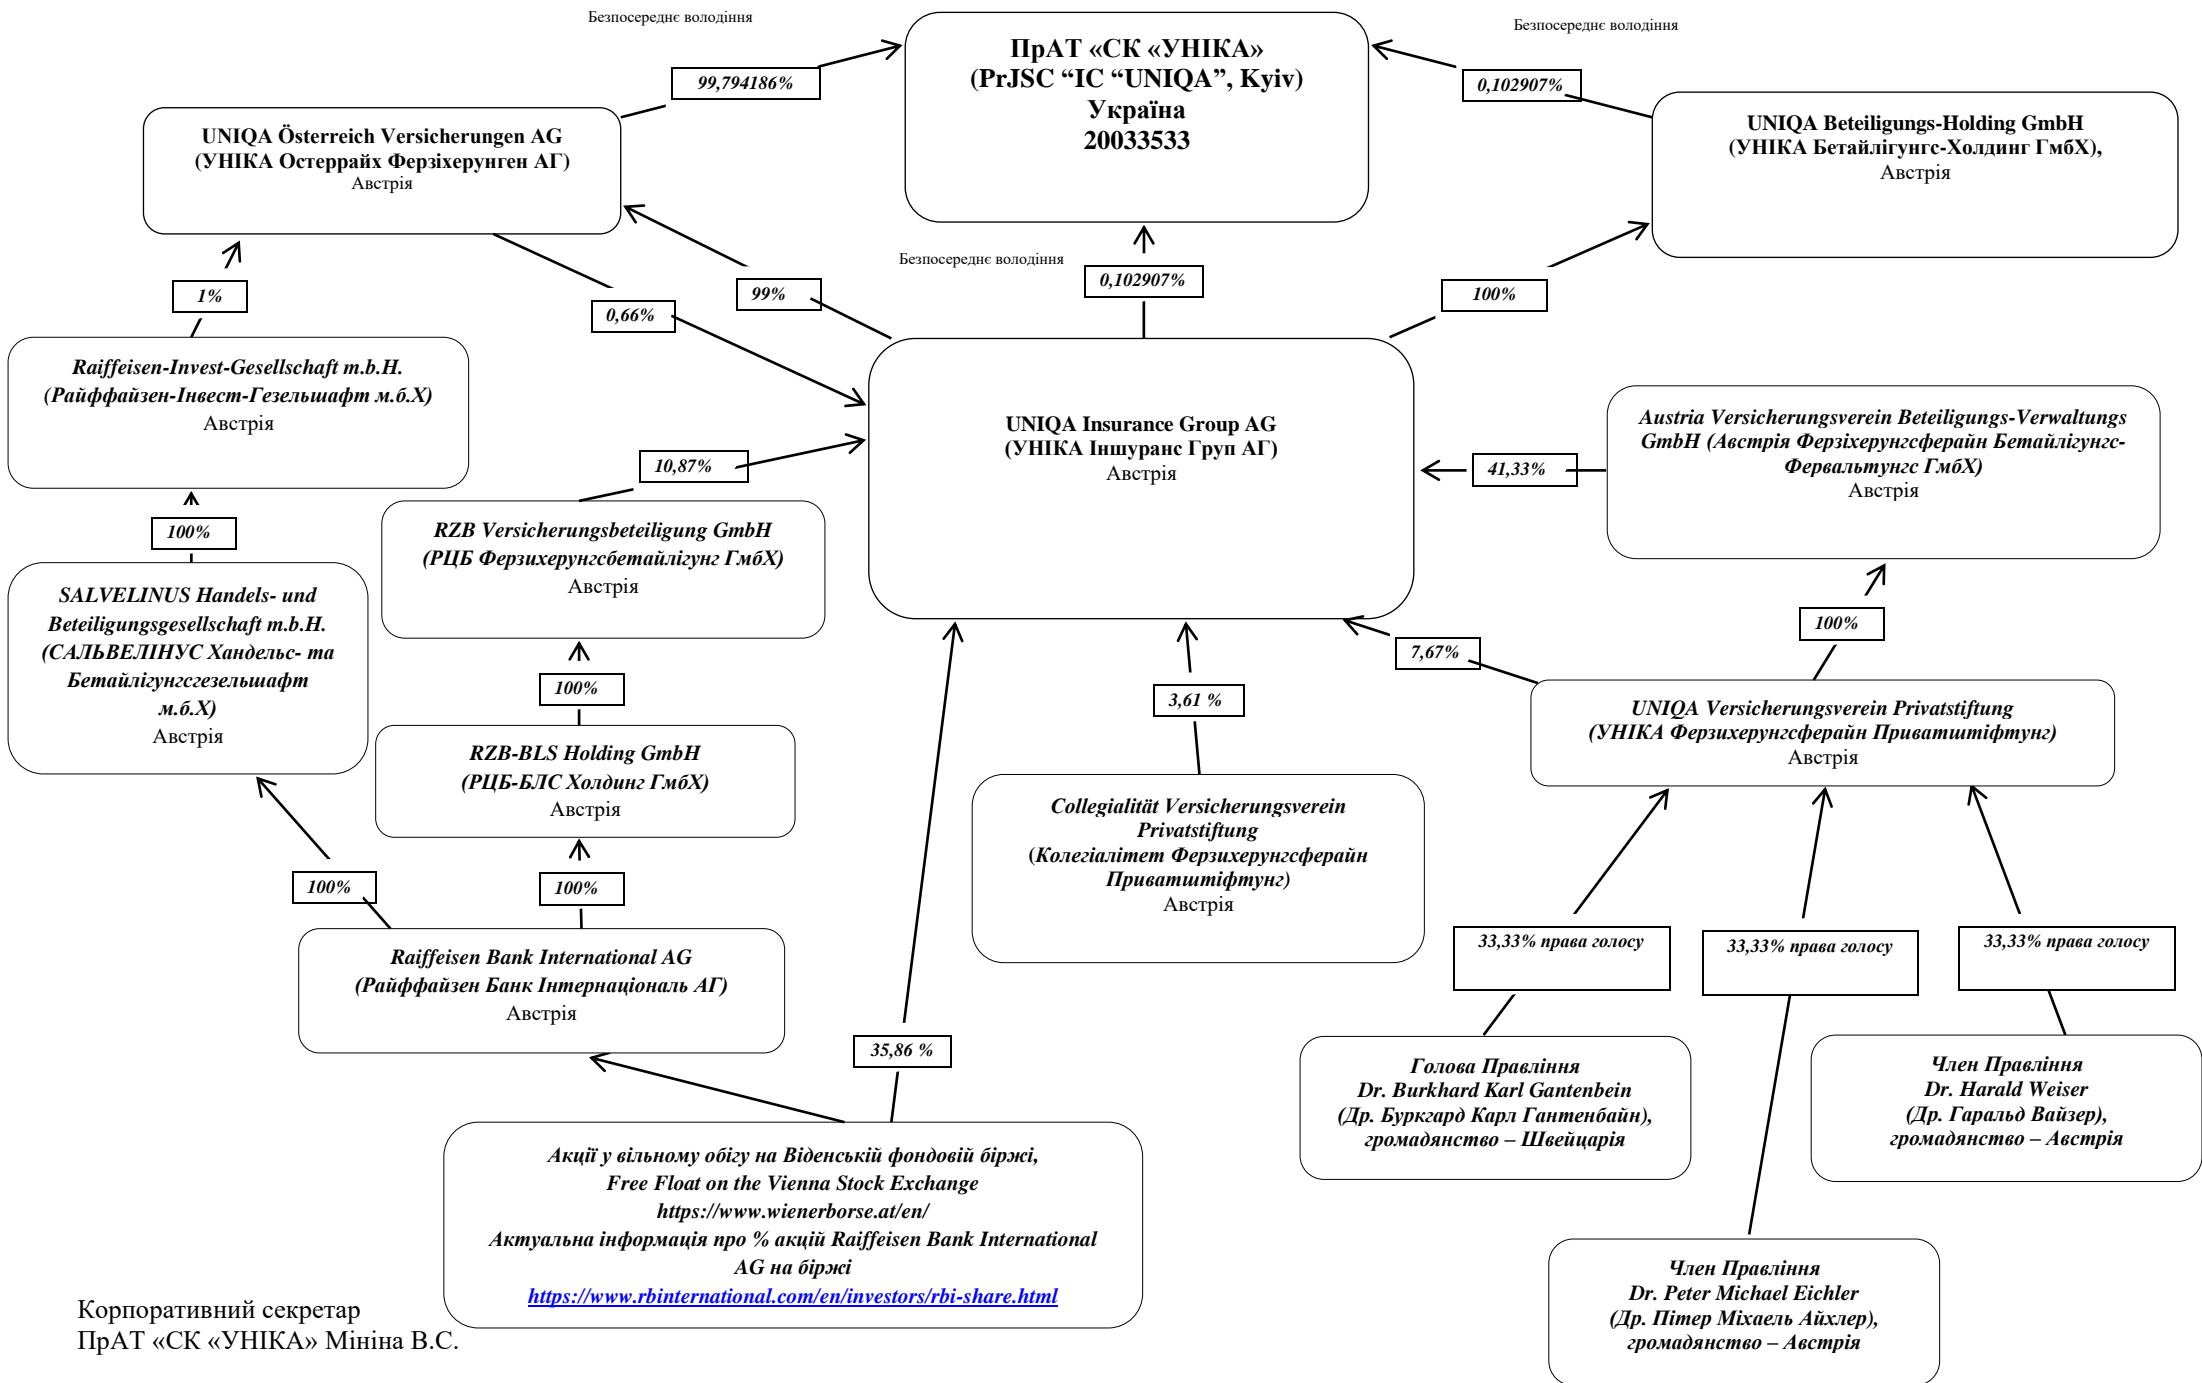 Безпосереднє володіння
Безпосереднє володіння
ПрАТ «СК «УНІКА»
(PrJSC “IC “UNIQA”, Kyiv)
Україна
20033533
99,794186%
0,102907%
UNIQA Österreich Versicherungen AG
(УНІКА Остеррайх Ферзіхерунген АГ)
Австрія
UNIQA Beteiligungs-Holding GmbH
(УНІКА Бетайлігунгс-Холдинг ГмбХ),
Австрія
Безпосереднє володіння
1%
0,66%
99%
0,102907%
100%
Raiffeisen-Invest-Gesellschaft m.b.H.
(Райффайзен-Інвест-Гезельшафт м.б.Х)
Австрія
UNIQA Insurance Group AG
(УНІКА Іншуранс Груп АГ)
Австрія
Austria Versicherungsverein Beteiligungs-Verwaltungs
GmbH (Австрія Ферзіхерунгсферайн Бетайлігунгс-
Фервальтунгс ГмбХ)
Австрія
10,87%
41,33%
100%
RZB Versicherungsbeteiligung GmbH
(РЦБ Ферзихерунгсбетайлігунг ГмбХ)
Австрія
SALVELINUS Handels- und
Beteiligungsgesellschaft m.b.H.
(САЛЬВЕЛІНУС Хандельс- та
Бетайлігунгсгезельшафт
м.б.Х)
Австрія
100%
7,67%
100%
3,61 %
UNIQA Versicherungsverein Privatstiftung
(УНІКА Ферзихерунгсферайн Приватштіфтунг)
Австрія
RZB-BLS Holding GmbH
(РЦБ-БЛС Холдинг ГмбХ)
Австрія
Collegialität Versicherungsverein
Privatstiftung
(Колегіалітет Ферзихерунгсферайн
Приватштіфтунг)
Австрія
100%
100%
33,33% права голосу
33,33% права голосу
33,33% права голосу
Raiffeisen Bank International AG
(Райффайзен Банк Інтернаціональ АГ)
Австрія
35,86 %
Голова Правління
Dr. Burkhard Karl Gantenbein
(Др. Буркгард Карл Гантенбайн),
громадянство – Швейцарія
Член Правління
Dr. Harald Weiser
(Др. Гаральд Вайзер),
громадянство – Австрія
Акції у вільному обігу на Віденській фондовій біржі,
Free Float on the Vienna Stock Exchange
https://www.wienerborse.at/en/
Актуальна інформація про % акцій Raiffeisen Bank International
AG на біржі
https://www.rbinternational.com/en/investors/rbi-share.html
Член Правління
Dr. Peter Michael Eichler
(Др. Пітер Міхаель Айхлер),
громадянство – Австрія
Корпоративний секретар
ПрАТ «СК «УНІКА» Мініна В.С.